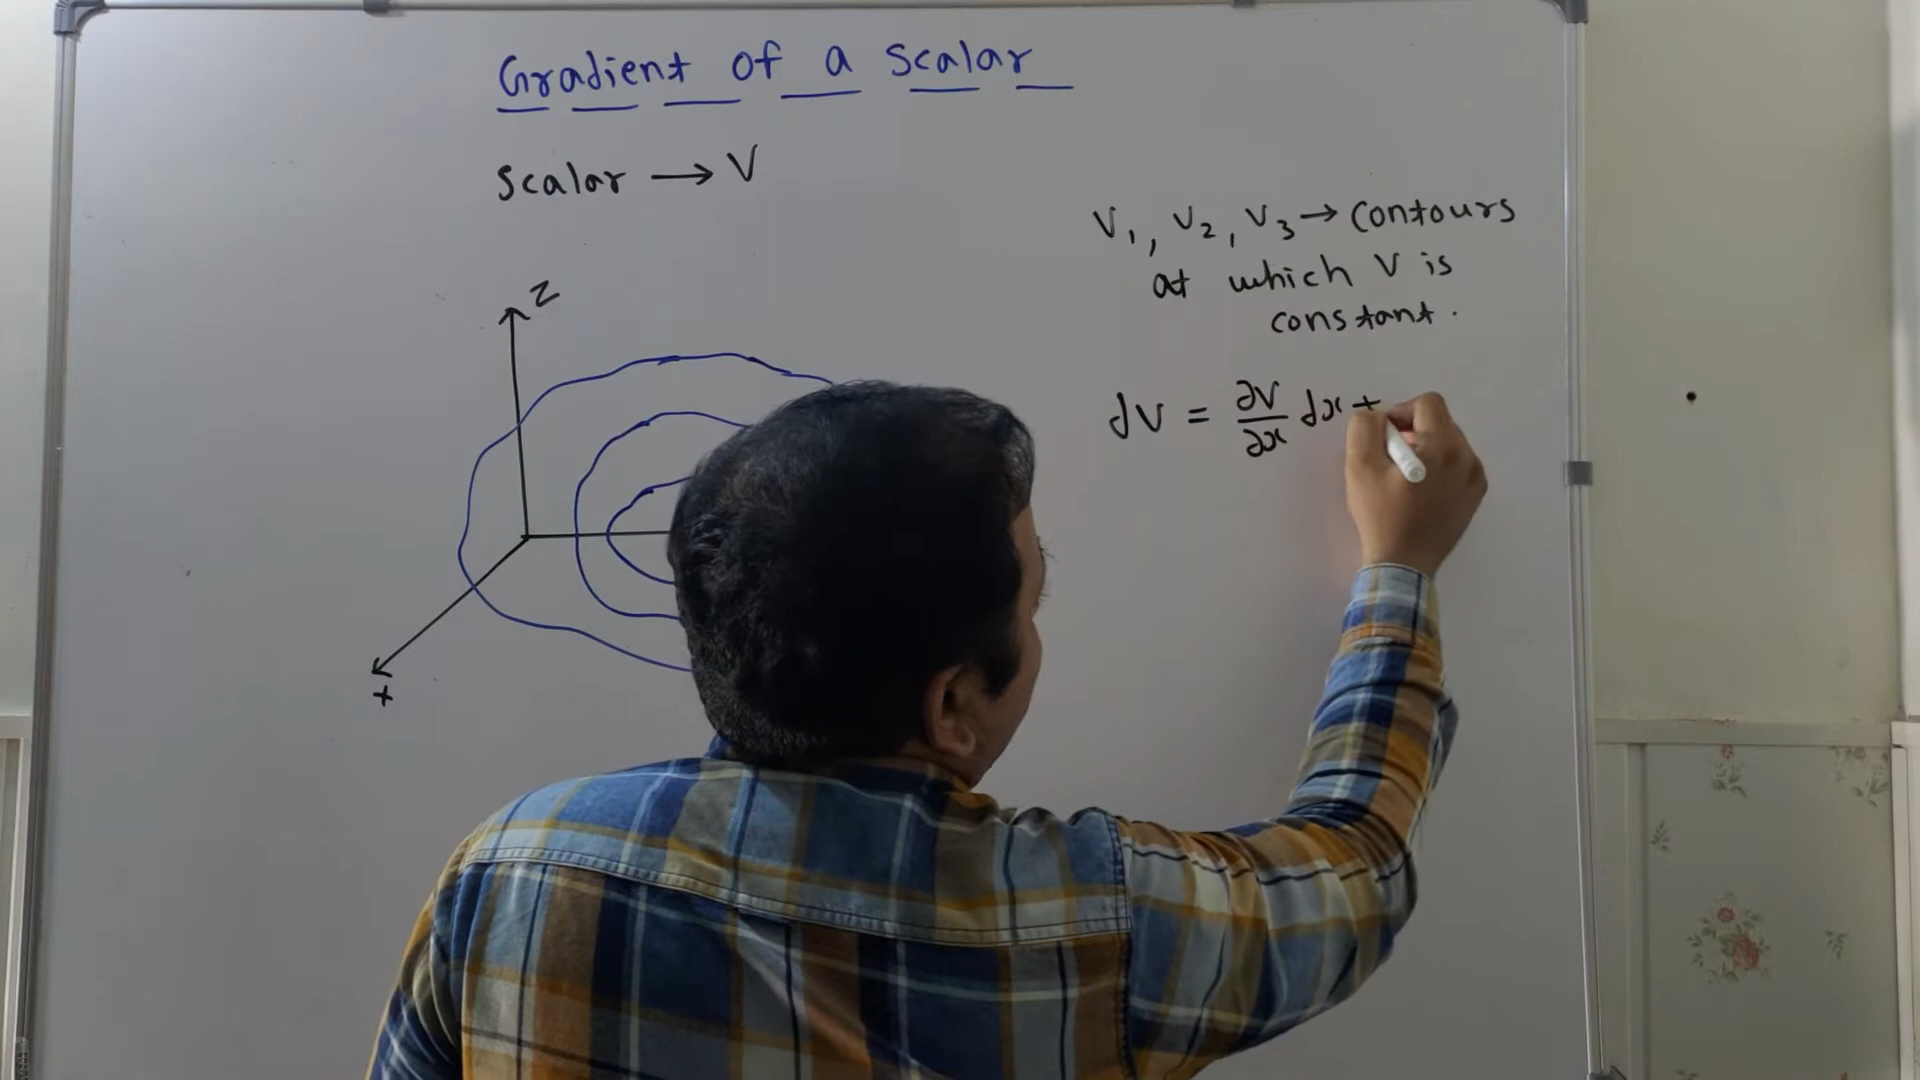 Gradient of a scalar
scalar → V
V₁, V₂, V₃ → contours
at which V is
constant.
dV = ∂V/∂x dx +
z
x